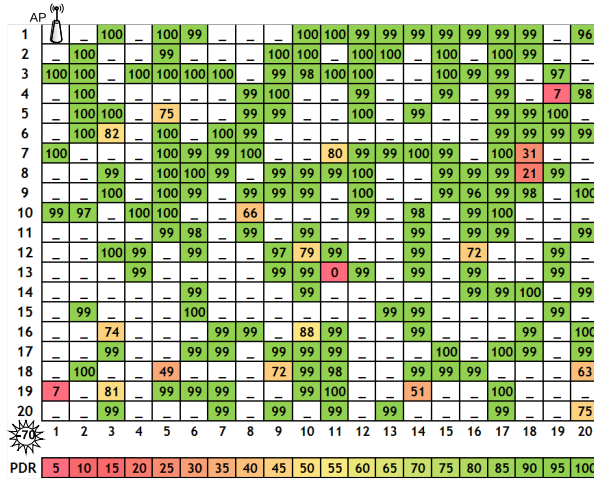 AP
1 _ 100 _ 100 99 _ _ _ 100 100 99 99 99 99 99 99 99 _ 96
2 _ 100 _ _ 99 _ _ _ 100 100 _ 100 100 _ 100 _ 100 99 _ _
3 100 100 _ 100 100 100 100 _ 99 98 100 100 _ _ 100 99 99 _ 97 _
4 _ 100 _ _ _ _ _ 99 100 _ _ 99 _ _ 99 _ 99 _ 7 98
5 _ 100 100 _ 75 _ _ 99 99 _ _ 100 _ 99 _ _ 99 99 100 _
6 _ 100 82 _ 100 _ 100 99 _ _ _ _ _ _ _ _ 99 99 99 99
7 100 _ _ _ 100 99 99 100 _ _ 80 99 99 100 99 _ 100 31 _ _
8 _ _ 99 _ 100 100 99 _ 99 99 99 100 _ _ 99 99 99 21 99 _
9 _ _ 100 _ 100 99 _ 99 99 99 _ 100 _ _ 99 96 99 98 _ 100
10 99 97 _ 100 100 _ _ 66 _ _ _ 99 _ 98 _ 99 100 _ _ _
11 _ _ _ _ 99 98 _ 99 _ 99 _ _ _ 99 _ 99 99 _ _ 99
12 _ _ 100 99 _ 99 _ _ 97 79 99 _ _ 99 _ 72 _ _ 99 _
13 _ _ _ 99 _ _ _ _ 99 99 0 99 _ 99 _ 99 _ _ 99 _
14 _ _ _ _ _ 99 _ _ _ 99 _ _ _ _ _ 99 99 100 _ 99
15 _ 99 _ _ _ 100 _ _ _ _ _ _ 99 99 _ _ _ _ 99 _
16 _ _ 74 _ _ _ 99 99 _ 88 99 _ _ 99 _ _ _ 99 _ 100
17 _ _ 99 _ _ 99 99 _ 99 99 99 _ _ _ 100 _ 100 99 _ 99
18 _ 100 _ _ 49 _ _ _ 72 99 98 _ _ 99 99 99 _ _ _ 63
19 7 _ 81 _ 99 99 99 _ _ 99 100 _ _ 51 _ _ 100 _ _ _
20 _ _ 99 _ _ _ 99 _ 99 _ 99 _ 99 _ _ _ 99 _ _ 75
-70 1 2 3 4 5 6 7 8 9 10 11 12 13 14 15 16 17 18 19 20
PDR 5 10 15 20 25 30 35 40 45 50 55 60 65 70 75 80 85 90 95 100